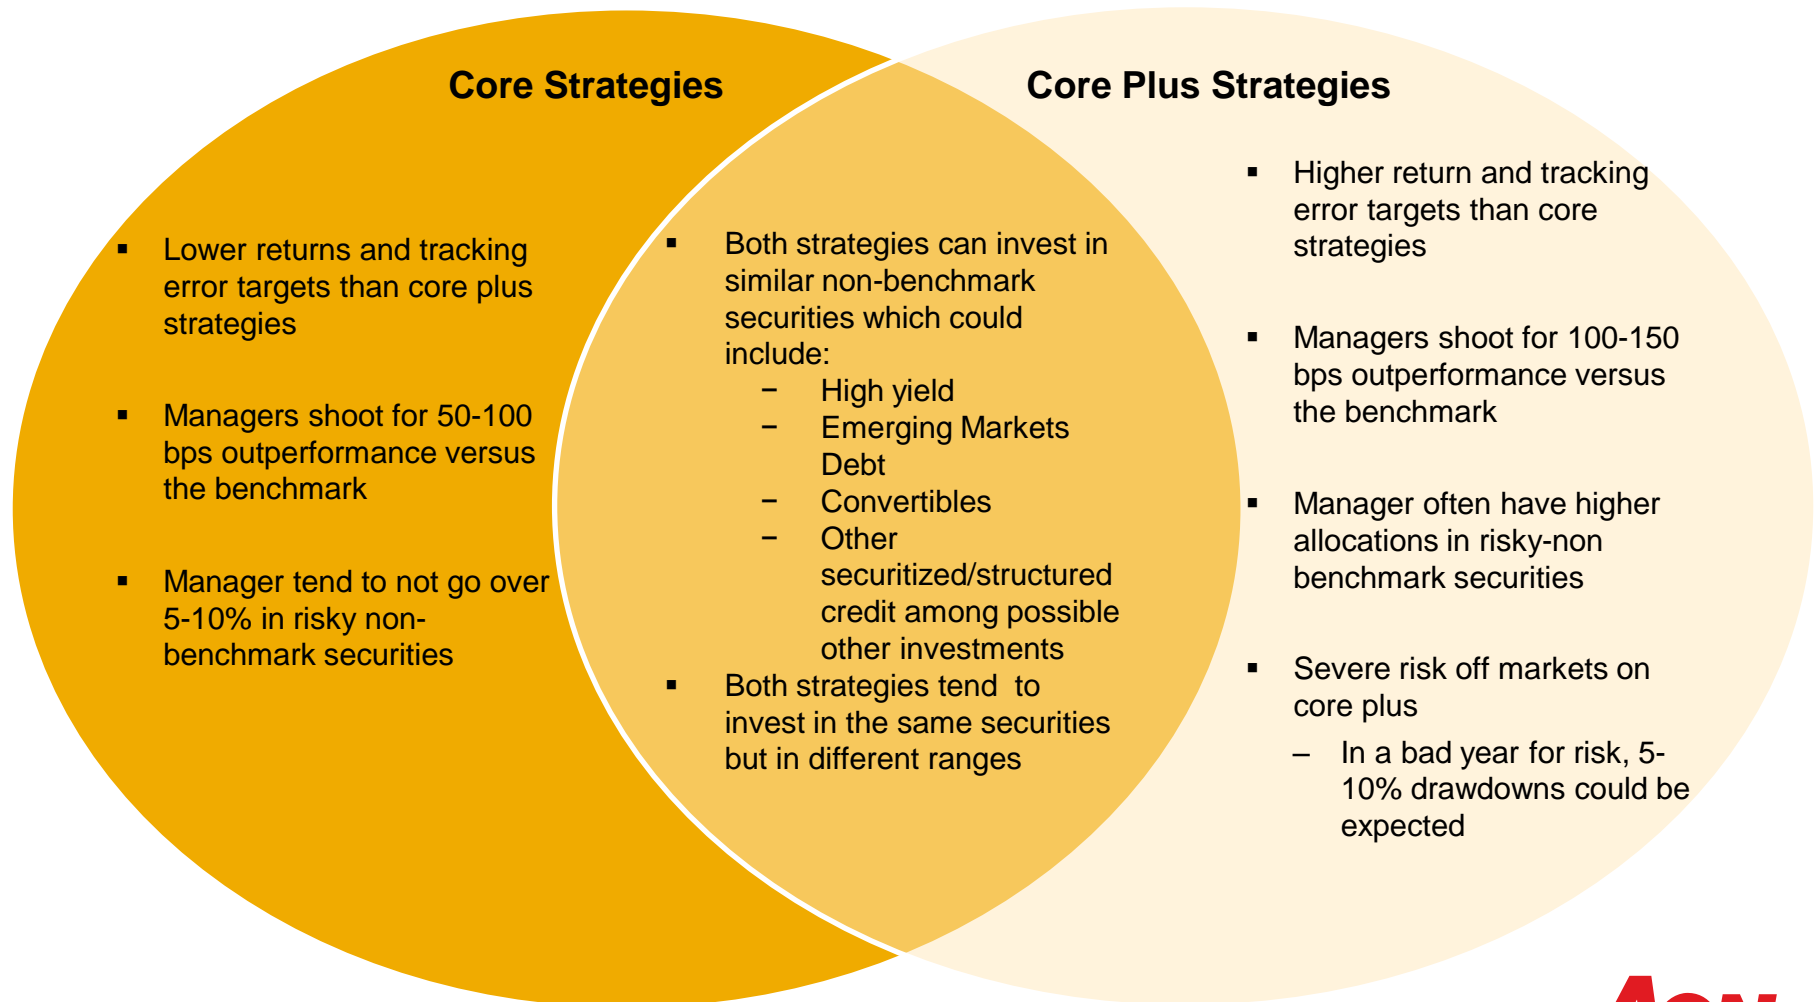 Core Strategies
Core Plus Strategies
▪ Lower returns and tracking
error targets than core plus
strategies
▪ Managers shoot for 50-100
bps outperformance versus
the benchmark
▪ Manager tend to not go over
5-10% in risky non-
benchmark securities
▪ Both strategies can invest in
similar non-benchmark
securities which could
include:
− High yield
− Emerging Markets
Debt
− Convertibles
− Other
securitized/structured
credit among possible
other investments
▪ Both strategies tend to
invest in the same securities
but in different ranges
▪ Higher return and tracking
error targets than core
strategies
▪ Managers shoot for 100-150
bps outperformance versus
the benchmark
▪ Manager often have higher
allocations in risky-non
benchmark securities
▪ Severe risk off markets on
core plus
– In a bad year for risk, 5-
10% drawdowns could be
expected